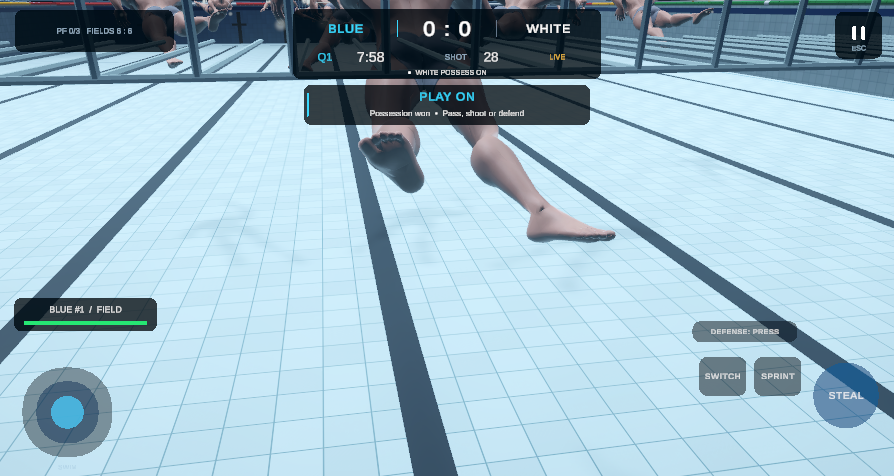 PF 0/3 FIELDS 6 : 6
BLUE 0 : 0 WHITE
Q1 7:58 SHOT 28 LIVE
• WHITE POSSESSION
ESC
PLAY ON
Possession won • Pass, shoot or defend
BLUE #1 / FIELD
DEFENSE: PRESS
SWITCH SPRINT
STEAL